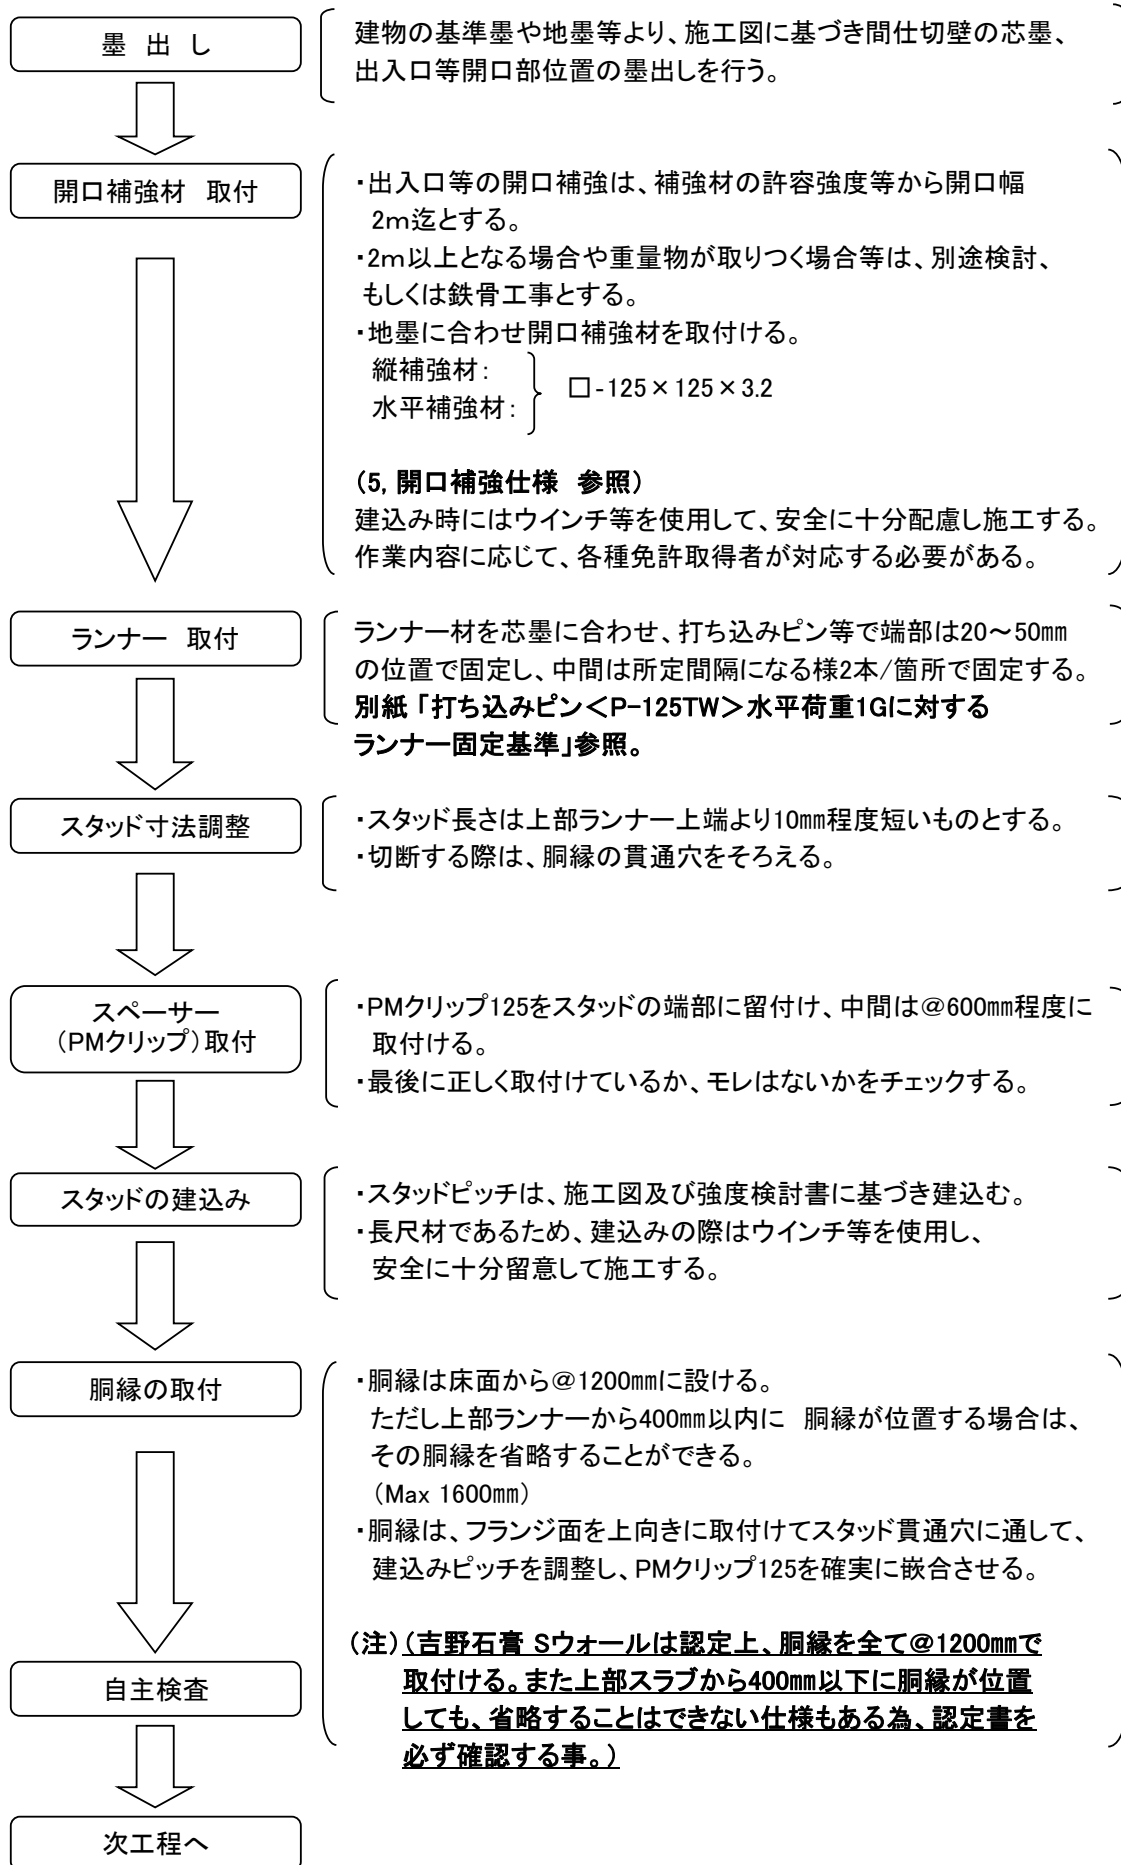 墨 出 し
建物の基準墨や地墨等より、施工図に基づき間仕切壁の芯墨、
出入口等開口部位置の墨出しを行う。
開口補強材 取付
・出入口等の開口補強は、補強材の許容強度等から開口幅
2ｍ迄とする。
・2ｍ以上となる場合や重量物が取りつく場合等は、別途検討、
もしくは鉄骨工事とする。
・地墨に合わせ開口補強材を取付ける。
縦補強材：
水平補強材：
□-125×125×3.2
（5, 開口補強仕様 参照）
建込み時にはウインチ等を使用して、安全に十分配慮し施工する。
作業内容に応じて、各種免許取得者が対応する必要がある。
ランナー 取付
ランナー材を芯墨に合わせ、打ち込みピン等で端部は20～50㎜
の位置で固定し、中間は所定間隔になる様2本/箇所で固定する。
別紙「打ち込みピン＜P-125TW＞水平荷重1Gに対する
ランナー固定基準」参照。
スタッド寸法調整
・スタッド長さは上部ランナー上端より10㎜程度短いものとする。
・切断する際は、胴縁の貫通穴をそろえる。
スペーサー
（PMクリップ）取付
・PMクリップ125をスタッドの端部に留付け、中間は＠600㎜程度に
取付ける。
・最後に正しく取付けているか、モレはないかをチェックする。
スタッドの建込み
・スタッドピッチは、施工図及び強度検討書に基づき建込む。
・長尺材であるため、建込みの際はウインチ等を使用し、
安全に十分留意して施工する。
胴縁の取付
・胴縁は床面から＠1200㎜に設ける。
ただし上部ランナーから400㎜以内に 胴縁が位置する場合は、
その胴縁を省略することができる。
（Max 1600㎜）
・胴縁は、フランジ面を上向きに取付けてスタッド貫通穴に通して、
建込みピッチを調整し、PMクリップ125を確実に嵌合させる。
（注）（吉野石膏 Sウォールは認定上、胴縁を全て＠1200㎜で
取付ける。また上部スラブから400㎜以下に胴縁が位置
しても、省略することはできない仕様もある為、認定書を
必ず確認する事。）
自主検査
次工程へ